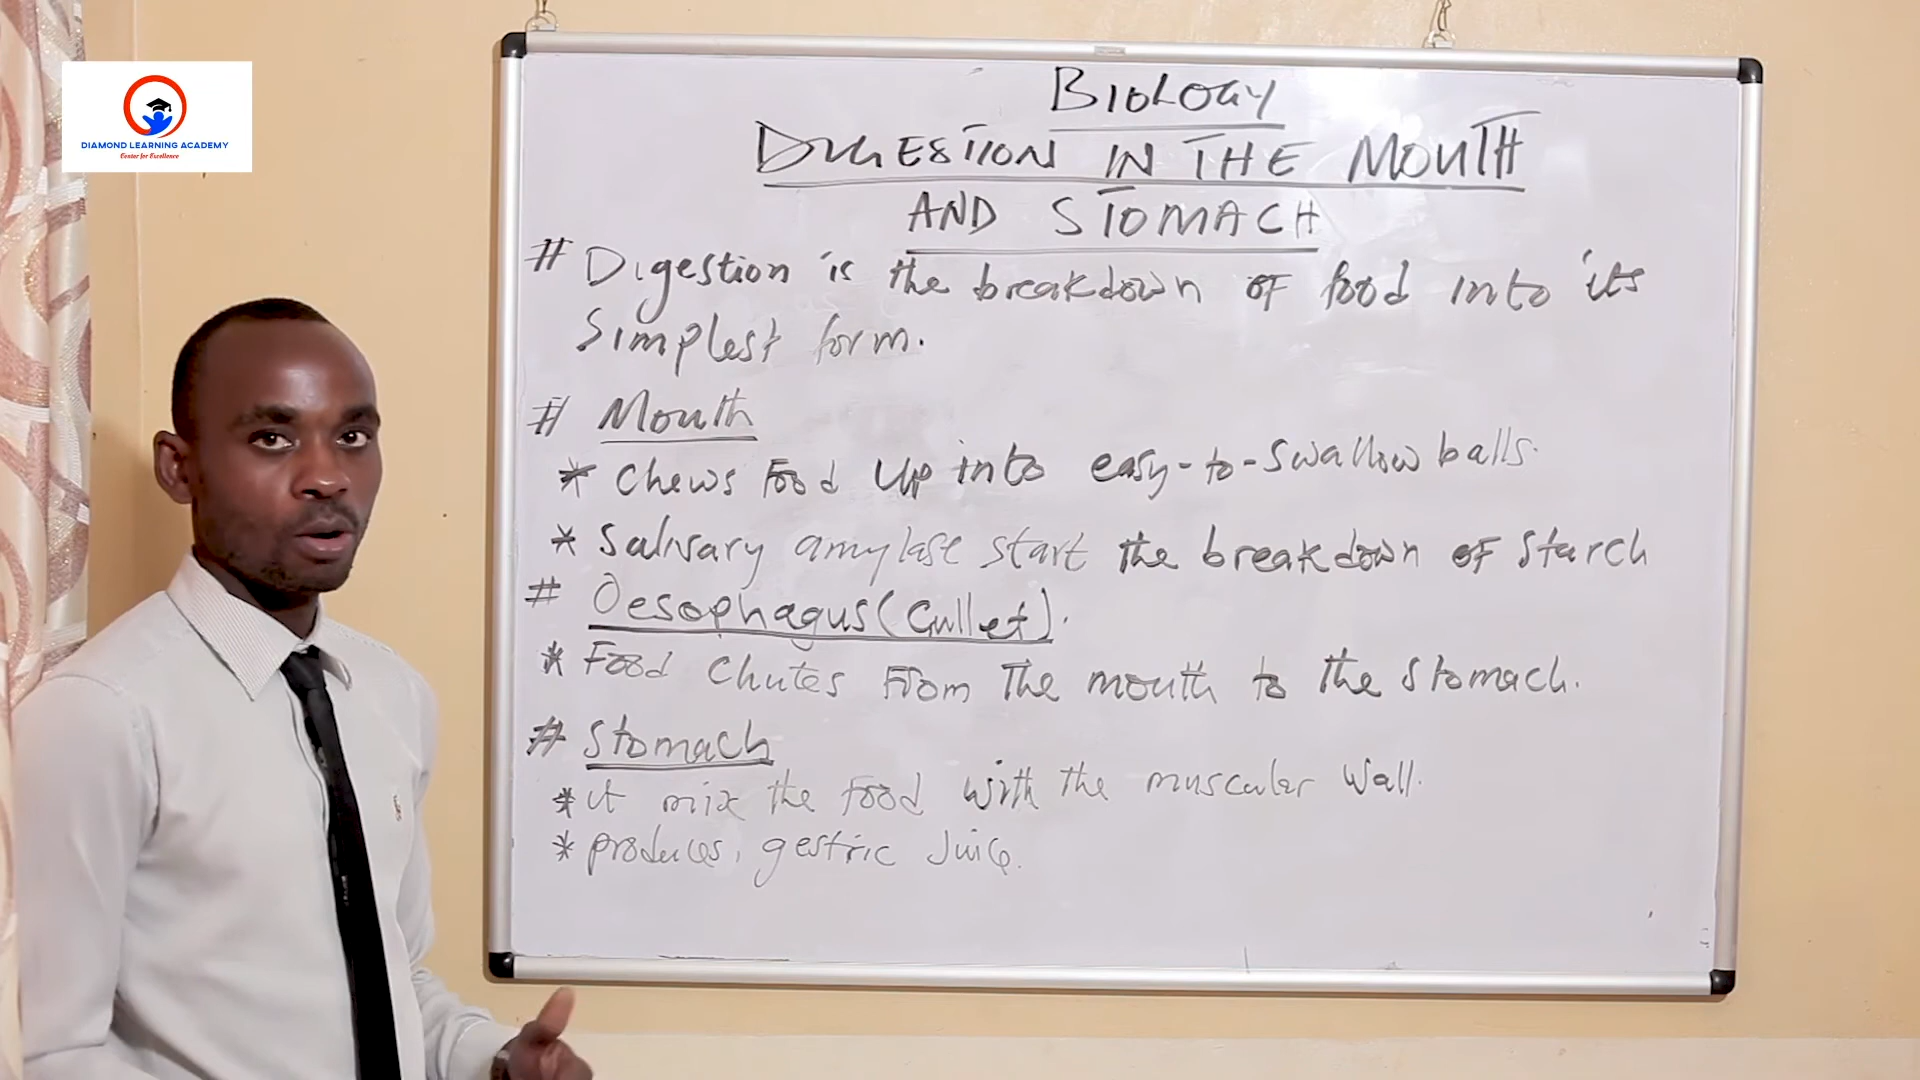 DIAMOND LEARNING ACADEMY
Center for Excellence
BIOLOGY
DIGESTION IN THE MOUTH
AND STOMACH
# Digestion is the breakdown of food into its
simplest form.
# Mouth
* Chews Food up into easy-to-swallow balls.
* Salivary amylase start the breakdown of starch
# Oesophagus (Gullet).
* Food Chutes From The mouth to the stomach.
# Stomach
* it mix the food with the muscular wall.
* produces, gestric Juice.